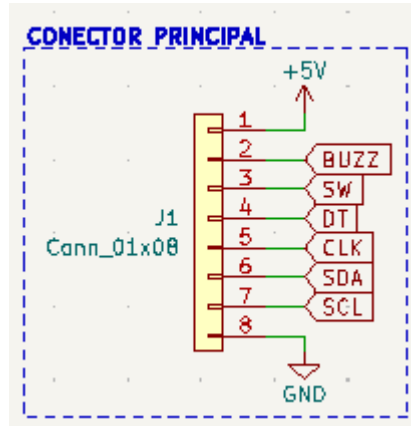 CONECTOR PRINCIPAL
+5V
1
2 BUZZ
3 SW
J1 4 DT
Conn_01x08 5 CLK
6 SDA
7 SCL
8
GND